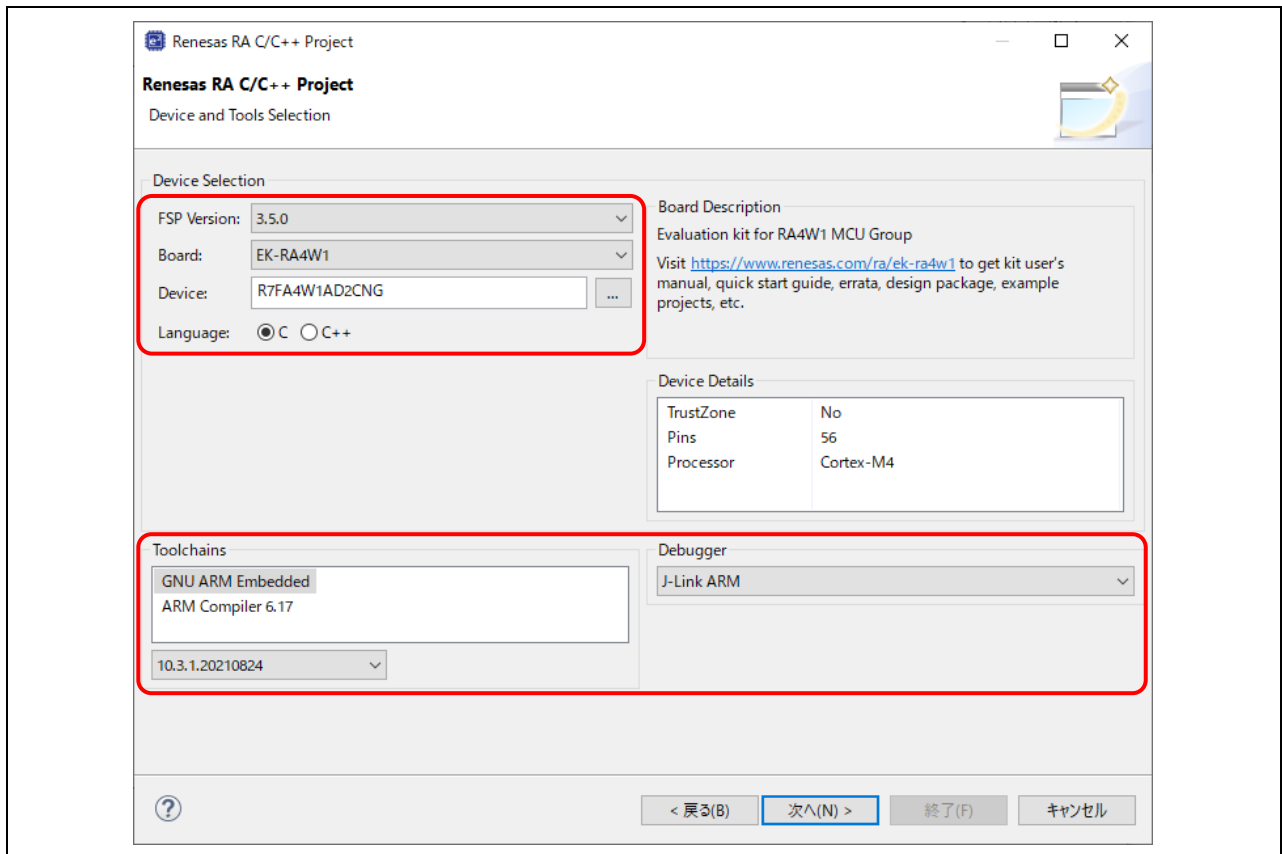 Renesas RA C/C++ Project
Renesas RA C/C++ Project
Device and Tools Selection
Device Selection
FSP Version: 3.5.0
Board: EK-RA4W1
Device: R7FA4W1AD2CNG ...
Language: C C++
Board Description
Evaluation kit for RA4W1 MCU Group
Visit https://www.renesas.com/ra/ek-ra4w1 to get kit user's
manual, quick start guide, errata, design package, example
projects, etc.
Device Details
TrustZone No
Pins 56
Processor Cortex-M4
Toolchains
GNU ARM Embedded
ARM Compiler 6.17
10.3.1.20210824
Debugger
J-Link ARM
?
< 戻る(B) 次へ(N) > 終了(F) キャンセル